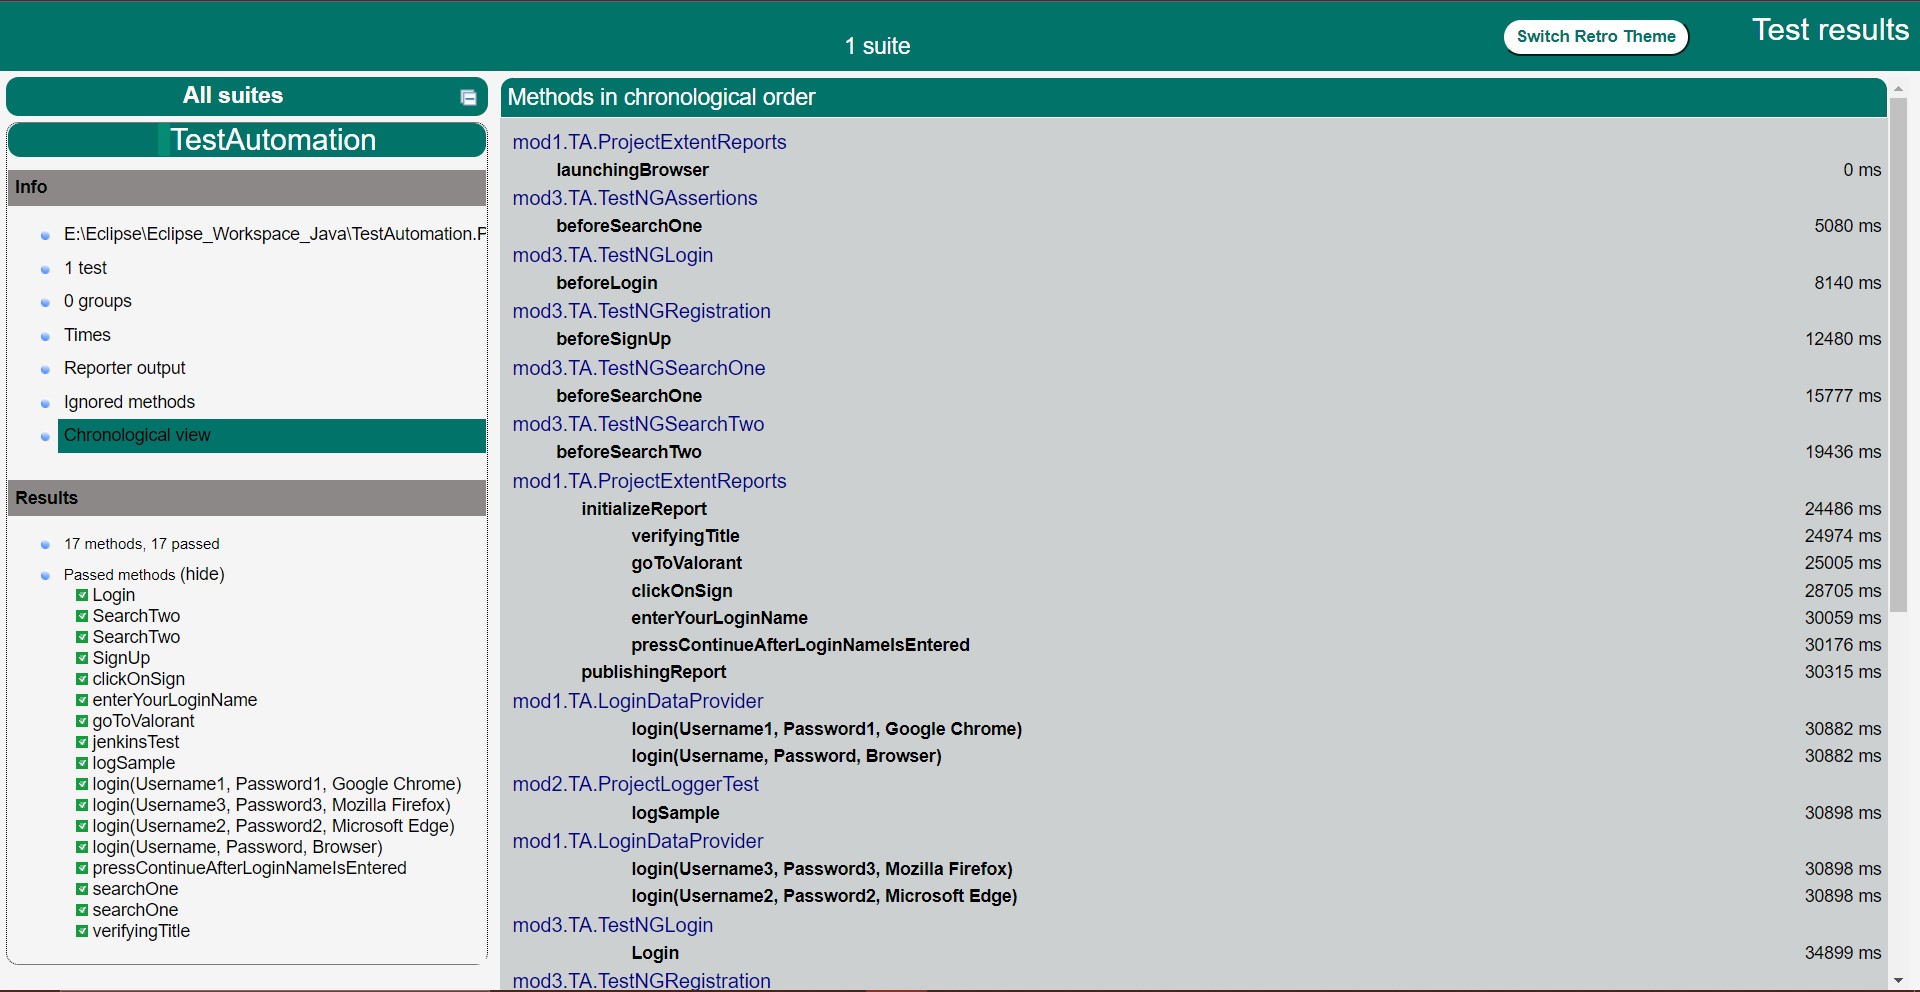 1 suite
Switch Retro Theme
Test results
All suites
TestAutomation
Info
E:\Eclipse\Eclipse_Workspace_Java\TestAutomation.P
1 test
0 groups
Times
Reporter output
Ignored methods
Chronological view
Results
17 methods, 17 passed
Passed methods (hide)
Login
SearchTwo
SearchTwo
SignUp
clickOnSign
enterYourLoginName
goToValorant
jenkinsTest
logSample
login(Username1, Password1, Google Chrome)
login(Username3, Password3, Mozilla Firefox)
login(Username2, Password2, Microsoft Edge)
login(Username, Password, Browser)
pressContinueAfterLoginNameIsEntered
searchOne
searchOne
verifyingTitle
Methods in chronological order
mod1.TA.ProjectExtentReports
launchingBrowser 0 ms
mod3.TA.TestNGAssertions
beforeSearchOne 5080 ms
mod3.TA.TestNGLogin
beforeLogin 8140 ms
mod3.TA.TestNGRegistration
beforeSignUp 12480 ms
mod3.TA.TestNGSearchOne
beforeSearchOne 15777 ms
mod3.TA.TestNGSearchTwo
beforeSearchTwo 19436 ms
mod1.TA.ProjectExtentReports
initializeReport 24486 ms
verifyingTitle 24974 ms
goToValorant 25005 ms
clickOnSign 28705 ms
enterYourLoginName 30059 ms
pressContinueAfterLoginNameIsEntered 30176 ms
publishingReport 30315 ms
mod1.TA.LoginDataProvider
login(Username1, Password1, Google Chrome) 30882 ms
login(Username, Password, Browser) 30882 ms
mod2.TA.ProjectLoggerTest
logSample 30898 ms
mod1.TA.LoginDataProvider
login(Username3, Password3, Mozilla Firefox) 30898 ms
login(Username2, Password2, Microsoft Edge) 30898 ms
mod3.TA.TestNGLogin
Login 34899 ms
mod3.TA.TestNGRegistration